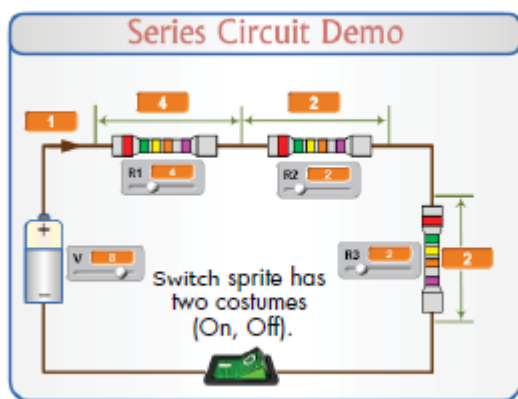 Series Circuit Demo
4
2
1
R1 4
R2 2
+
V 8
R3 2
2
Switch sprite has
two costumes
(On, Off).